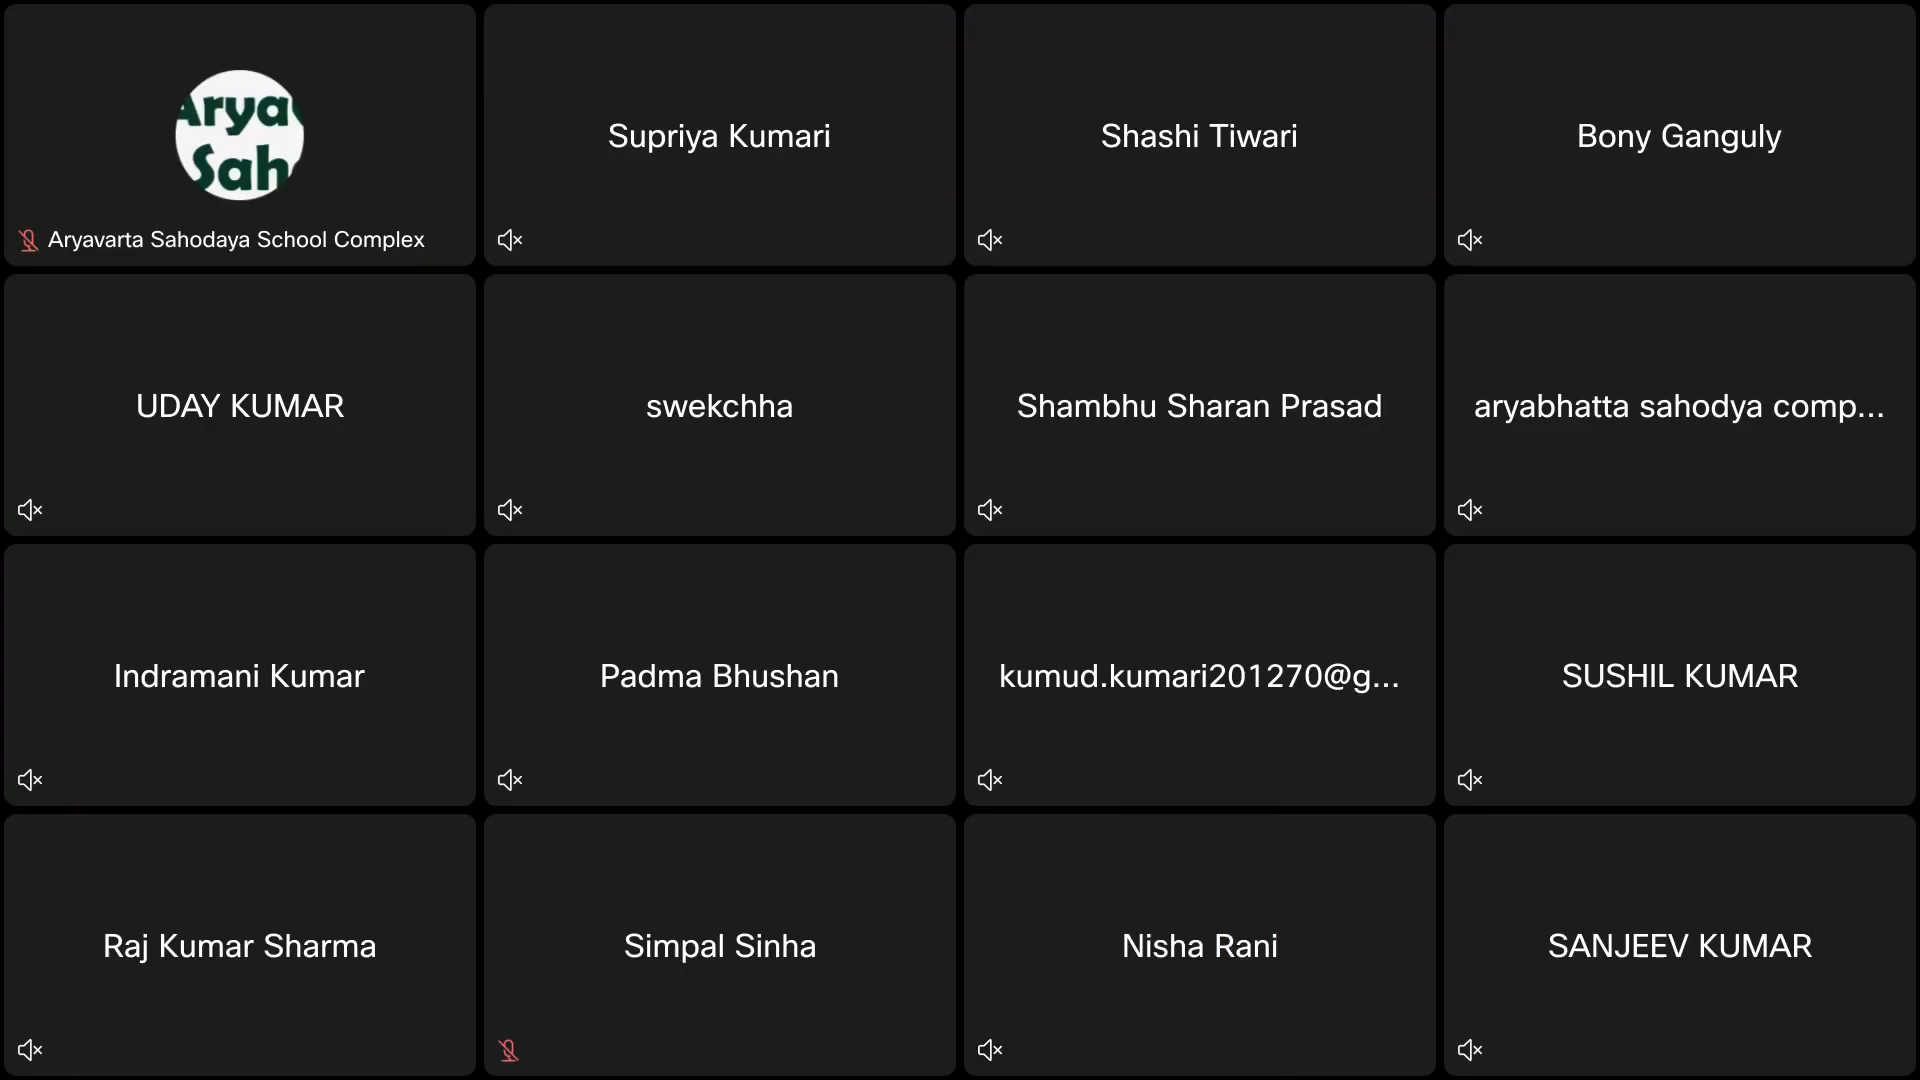 Arya
Sah
Aryavarta Sahodaya School Complex
Supriya Kumari
Shashi Tiwari
Bony Ganguly
UDAY KUMAR
swekchha
Shambhu Sharan Prasad
aryabhatta sahodya comp...
Indramani Kumar
Padma Bhushan
kumud.kumari201270@g...
SUSHIL KUMAR
Raj Kumar Sharma
Simpal Sinha
Nisha Rani
SANJEEV KUMAR